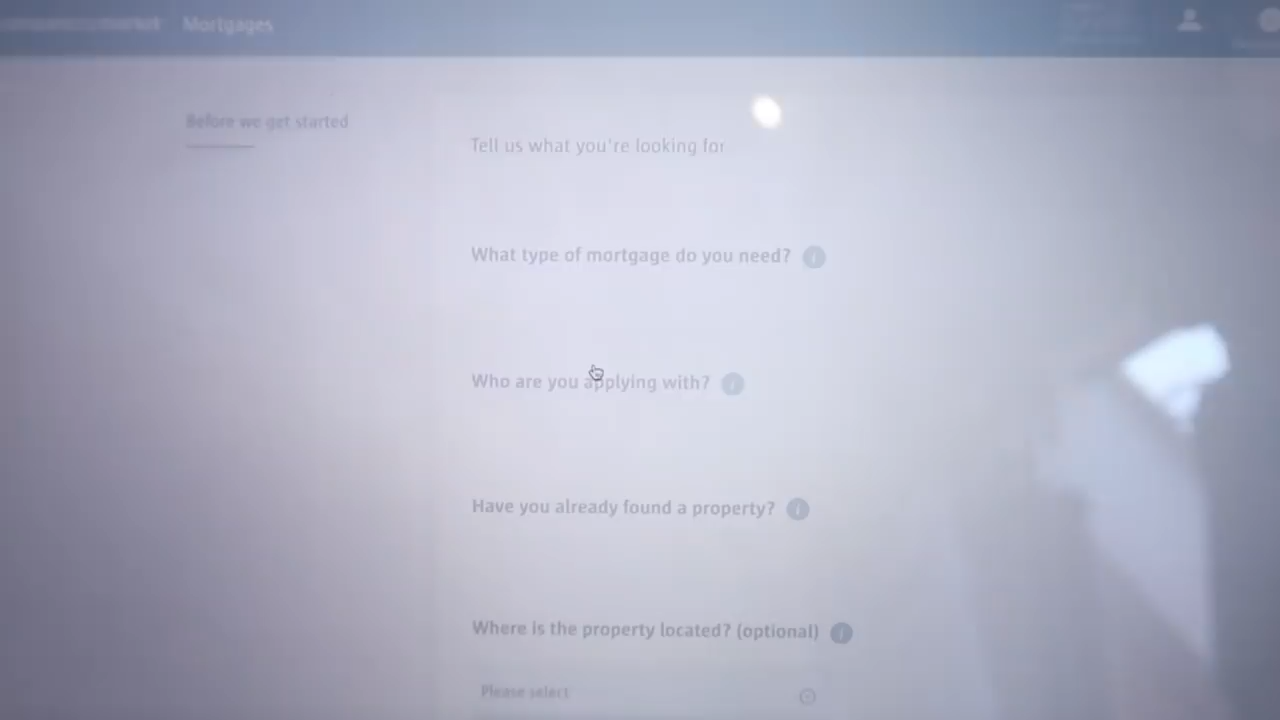 Mortgages
Before we get started
Tell us what you're looking for
What type of mortgage do you need?
Who are you applying with?
Have you already found a property?
Where is the property located? (optional)
Please select